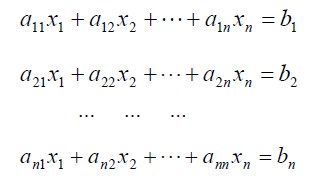 a₁₁x₁ + a₁₂x₂ + ⋯ + a₁ₙxₙ = b₁
a₂₁x₁ + a₂₂x₂ + ⋯ + a₂ₙxₙ = b₂
... ... ...
aₙ₁x₁ + aₙ₂x₂ + ⋯ + aₙₙxₙ = bₙ